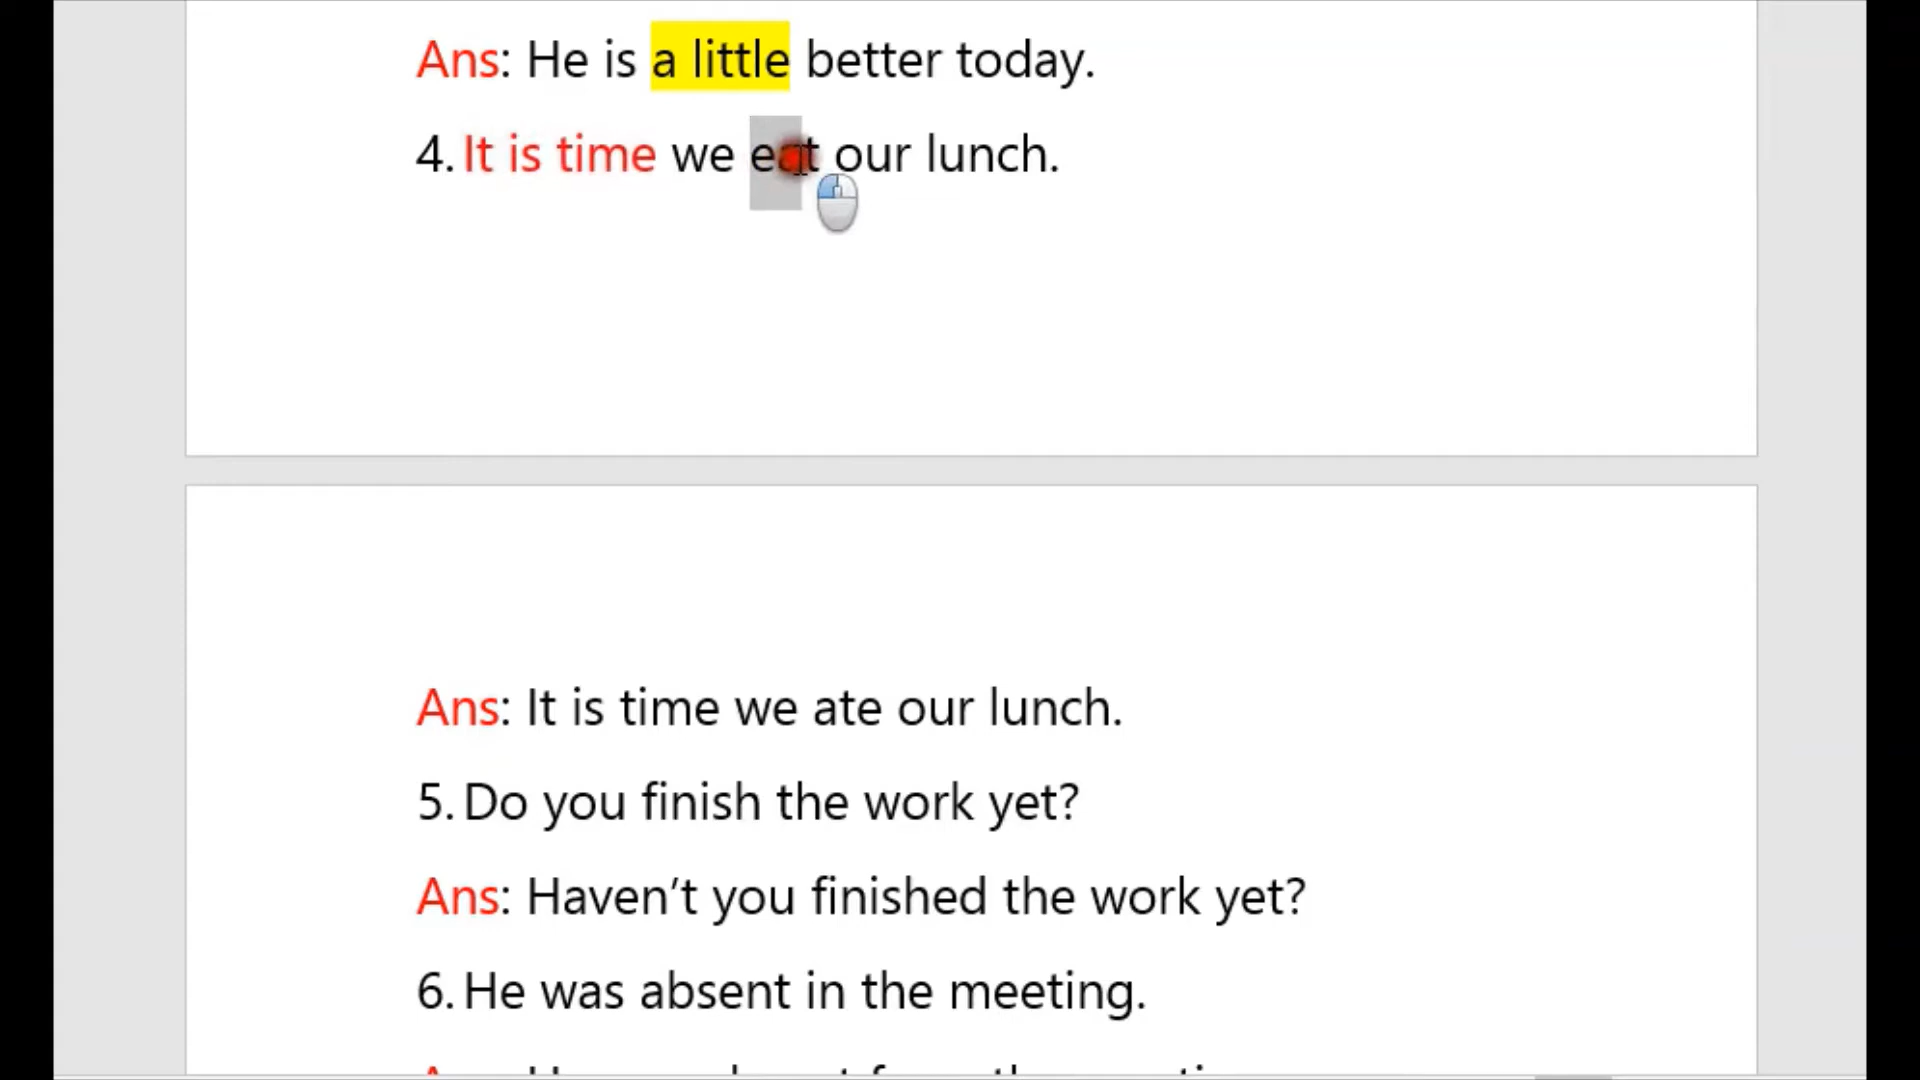 Ans: He is a little better today.
4. It is time we eat our lunch.
Ans: It is time we ate our lunch.
5. Do you finish the work yet?
Ans: Haven’t you finished the work yet?
6. He was absent in the meeting.